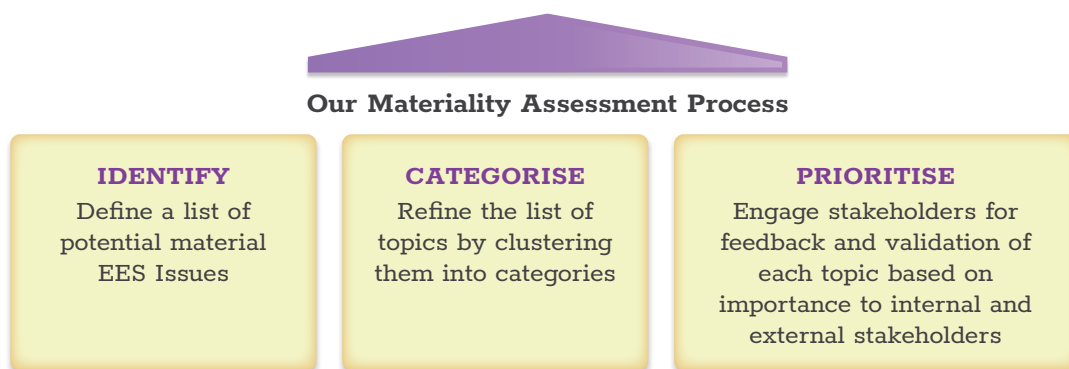 Our Materiality Assessment Process
IDENTIFY
Define a list of
potential material
EES Issues
CATEGORISE
Refine the list of
topics by clustering
them into categories
PRIORITISE
Engage stakeholders for
feedback and validation of
each topic based on
importance to internal and
external stakeholders